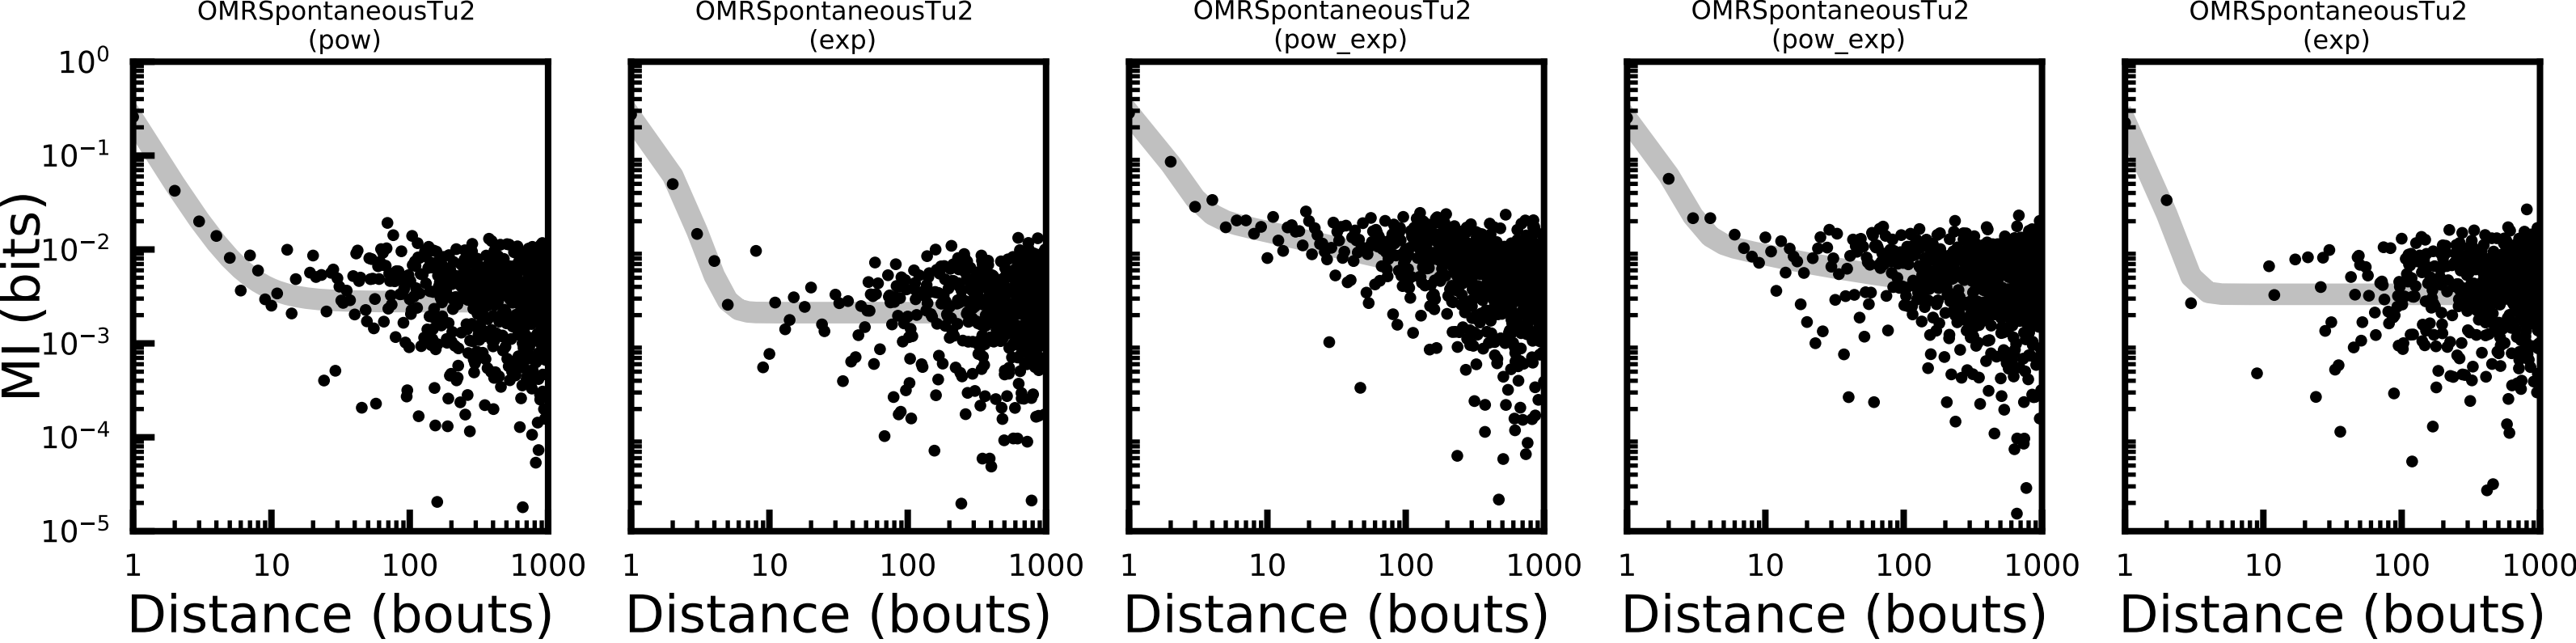 OMRSpontaneousTu2
(pow)
OMRSpontaneousTu2
(exp)
OMRSpontaneousTu2
(pow_exp)
OMRSpontaneousTu2
(pow_exp)
OMRSpontaneousTu2
(exp)
MI (bits)
10⁰
10⁻¹
10⁻²
10⁻³
10⁻⁴
10⁻⁵
1 10 100 1000
1 10 100 1000
1 10 100 1000
1 10 100 1000
1 10 100 1000
Distance (bouts)
Distance (bouts)
Distance (bouts)
Distance (bouts)
Distance (bouts)